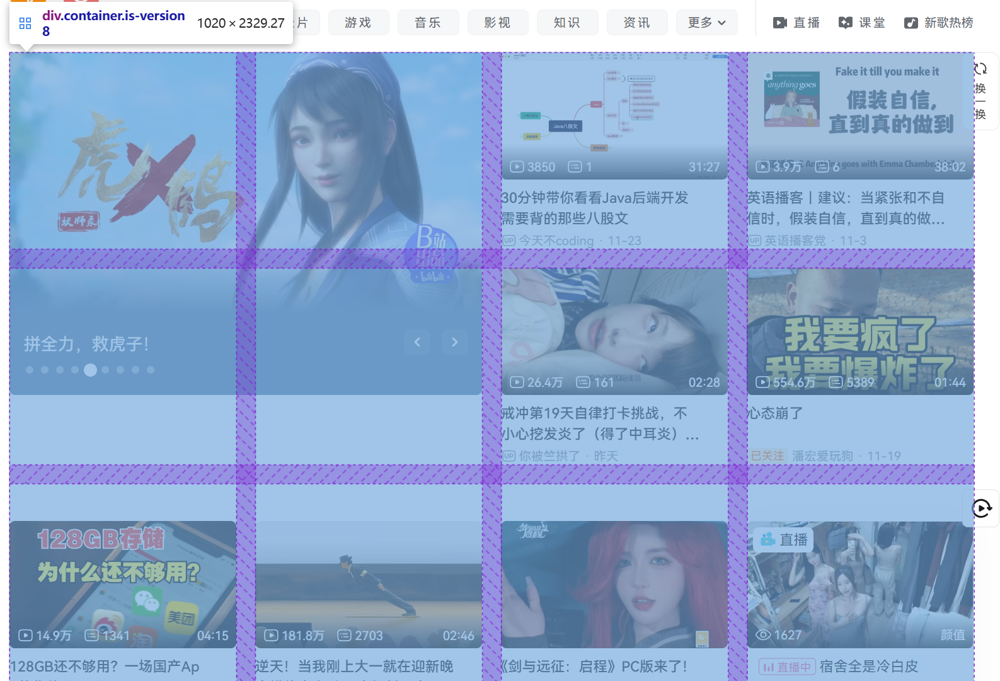 div.container.is-version8
1020 × 2329.27
片
游戏
音乐
影视
知识
资讯
更多
直播
课堂
新歌热榜
虎X鸽
妖师录
B站
出品
bilibili
拼全力，救虎子！
Java八股文
3850
1
31:27
30分钟带你看看Java后端开发
需要背的那些八股文
UP 今天不coding · 11-23
Fake it till you make it
anything goes
假装自信，
直到真的做到
Anything goes with Emma Chamberlain
3.9万
6
38:02
英语播客丨建议：当紧张和不自
信时，假装自信，直到真的做...
UP 英语播客党 · 11-3
换
一
换
26.4万
161
02:28
戒冲第19天自律打卡挑战，不
小心挖发炎了（得了中耳炎）...
UP 你被竺拱了 · 昨天
我要疯了
我要爆炸了
554.6万
5389
01:44
心态崩了
已关注 潘宏爱玩狗 · 11-19
128GB存储
为什么还不够用？
美团
淘
14.9万
1341
04:15
128GB还不够用？一场国产Ap
181.8万
2703
02:46
逆天！当我刚上大一就在迎新晚
剑与远征
启程
16+
《剑与远征：启程》PC版来了！
直播
1627
颜值
直播中 宿舍全是冷白皮